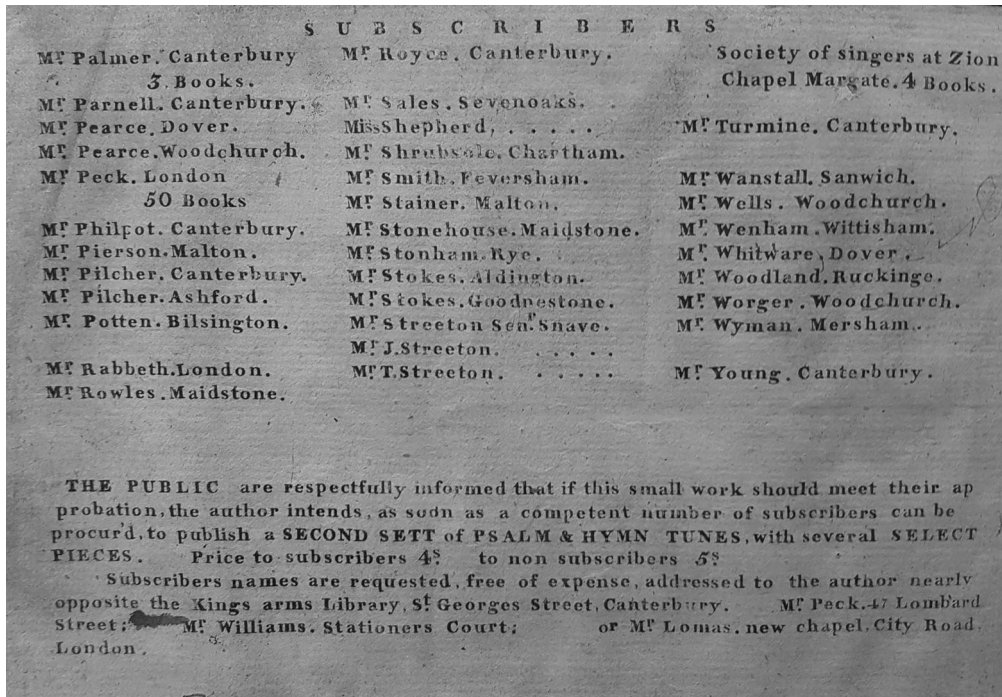 SUBSCRIBERS
Mr. Palmer. Canterbury
3 Books.
Mr. Parnell. Canterbury.
Mr. Pearce. Dover.
Mr. Pearce. Woodchurch.
Mr. Peck. London
50 Books
Mr. Philpot. Canterbury.
Mr. Pierson. Malton.
Mr. Pilcher. Canterbury.
Mr. Pilcher. Ashford.
Mr. Potten. Bilsington.
Mr. Rabbeth. London.
Mr. Rowles. Maidstone.
Mr. Royce. Canterbury.
Mr. Sales. Sevenoaks.
Miss Shepherd, . . . . .
Mr. Shrubsole. Chartham.
Mr. Smith. Feversham.
Mr. Stainer. Malton.
Mr. Stonehouse. Maidstone.
Mr. Stonham. Rye.
Mr. Stokes. Aldington.
Mr. Stokes. Goodnestone.
Mr. Streeton Senr. Snave.
Mr. J. Streeton. . . . . .
Mr. T. Streeton. . . . . .
Society of singers at Zion
Chapel Margate. 4 Books.
Mr. Turmine. Canterbury.
Mr. Wanstall. Sanwich.
Mr. Wells. Woodchurch.
Mr. Wenham. Wittisham.
Mr. Whitware, Dover.
Mr. Woodland. Ruckinge.
Mr. Worger. Woodchurch.
Mr. Wyman. Mersham.
Mr. Young. Canterbury.
THE PUBLIC are respectfully informed that if this small work should meet their ap
probation, the author intends, as soon as a competent number of subscribers can be
procur'd, to publish a SECOND SETT of PSALM & HYMN TUNES, with several SELECT
PIECES. Price to subscribers 4s. to non subscribers 5s.
Subscribers names are requested, free of expense, addressed to the author nearly
opposite the Kings arms Library, St. Georges Street, Canterbury. Mr. Peck. 47 Lombard
Street; Mr. Williams. Stationers Court; or Mr. Lomas. new chapel. City Road.
London.